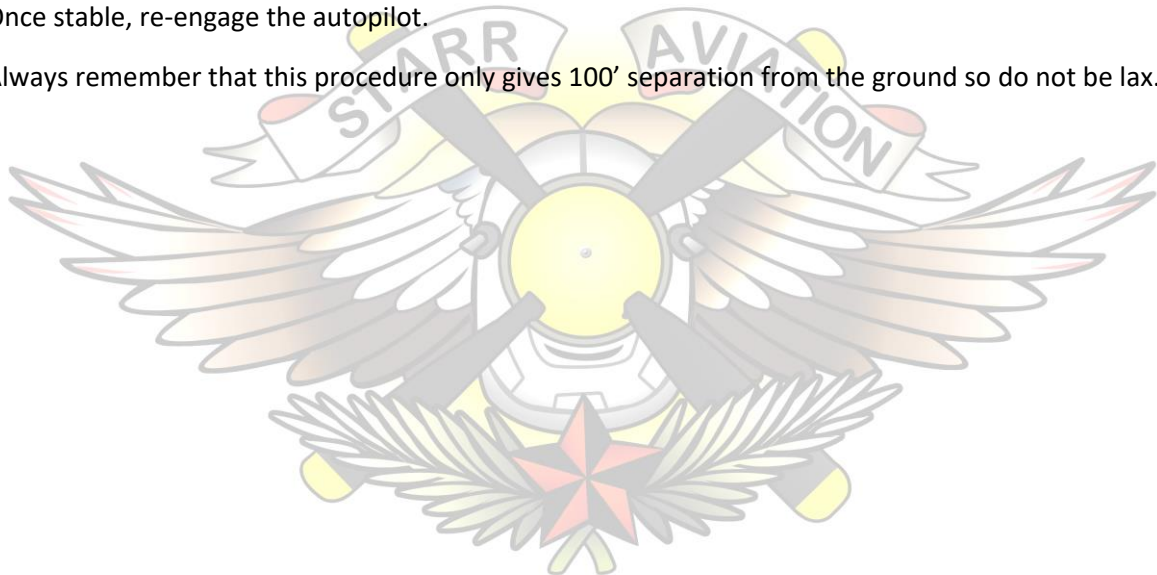 Once stable, re-engage the autopilot.
Always remember that this procedure only gives 100’ separation from the ground so do not be lax.
STARR AVIATION